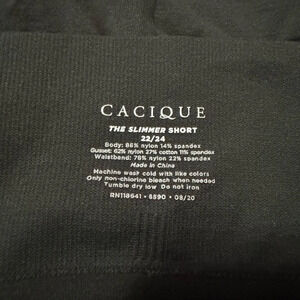 CACIQUE
THE SLIMMER SHORT
22/24
Body: 86% nylon 14% spandex
Gusset: 62% nylon 27% cotton 11% spandex
Waistband: 78% nylon 22% spandex
Made in China
Machine wash cold with like colors
Only non-chlorine bleach when needed
Tumble dry low Do not iron
RN118641 • 8590 • 08/20